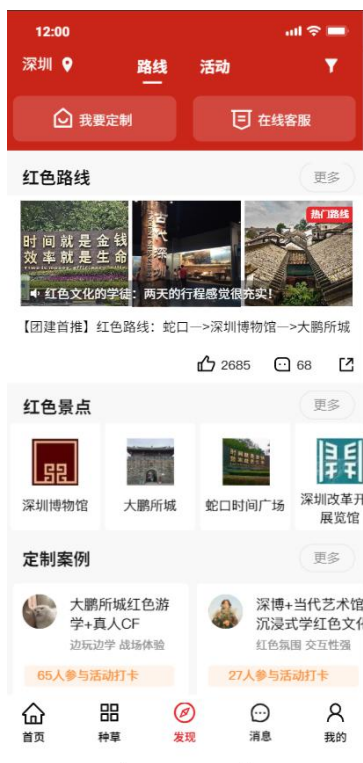 12:00
深圳
路线
活动
我要定制
在线客服
红色路线
更多
热门路线
时间就是金钱
效率就是生命
古代深圳
红色文化的学徒：两天的行程感觉很充实！
【团建首推】红色路线：蛇口—>深圳博物馆—>大鹏所城
2685
68
红色景点
更多
深圳博物馆
大鹏所城
蛇口时间广场
深圳改革开
展览馆
定制案例
更多
大鹏所城红色游
学+真人CF
边玩边学 战场体验
65人参与活动打卡
深博+当代艺术馆
沉浸式学红色文化
红色氛围 交互性强
27人参与活动打卡
首页
种草
发现
消息
我的